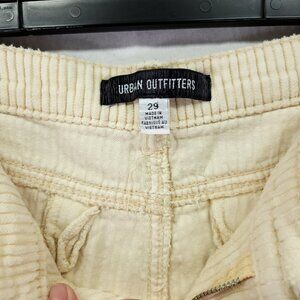 URBAN OUTFITTERS
29
MADE IN
VIETNAM
FABRIQUÉ AU
VIETNAM